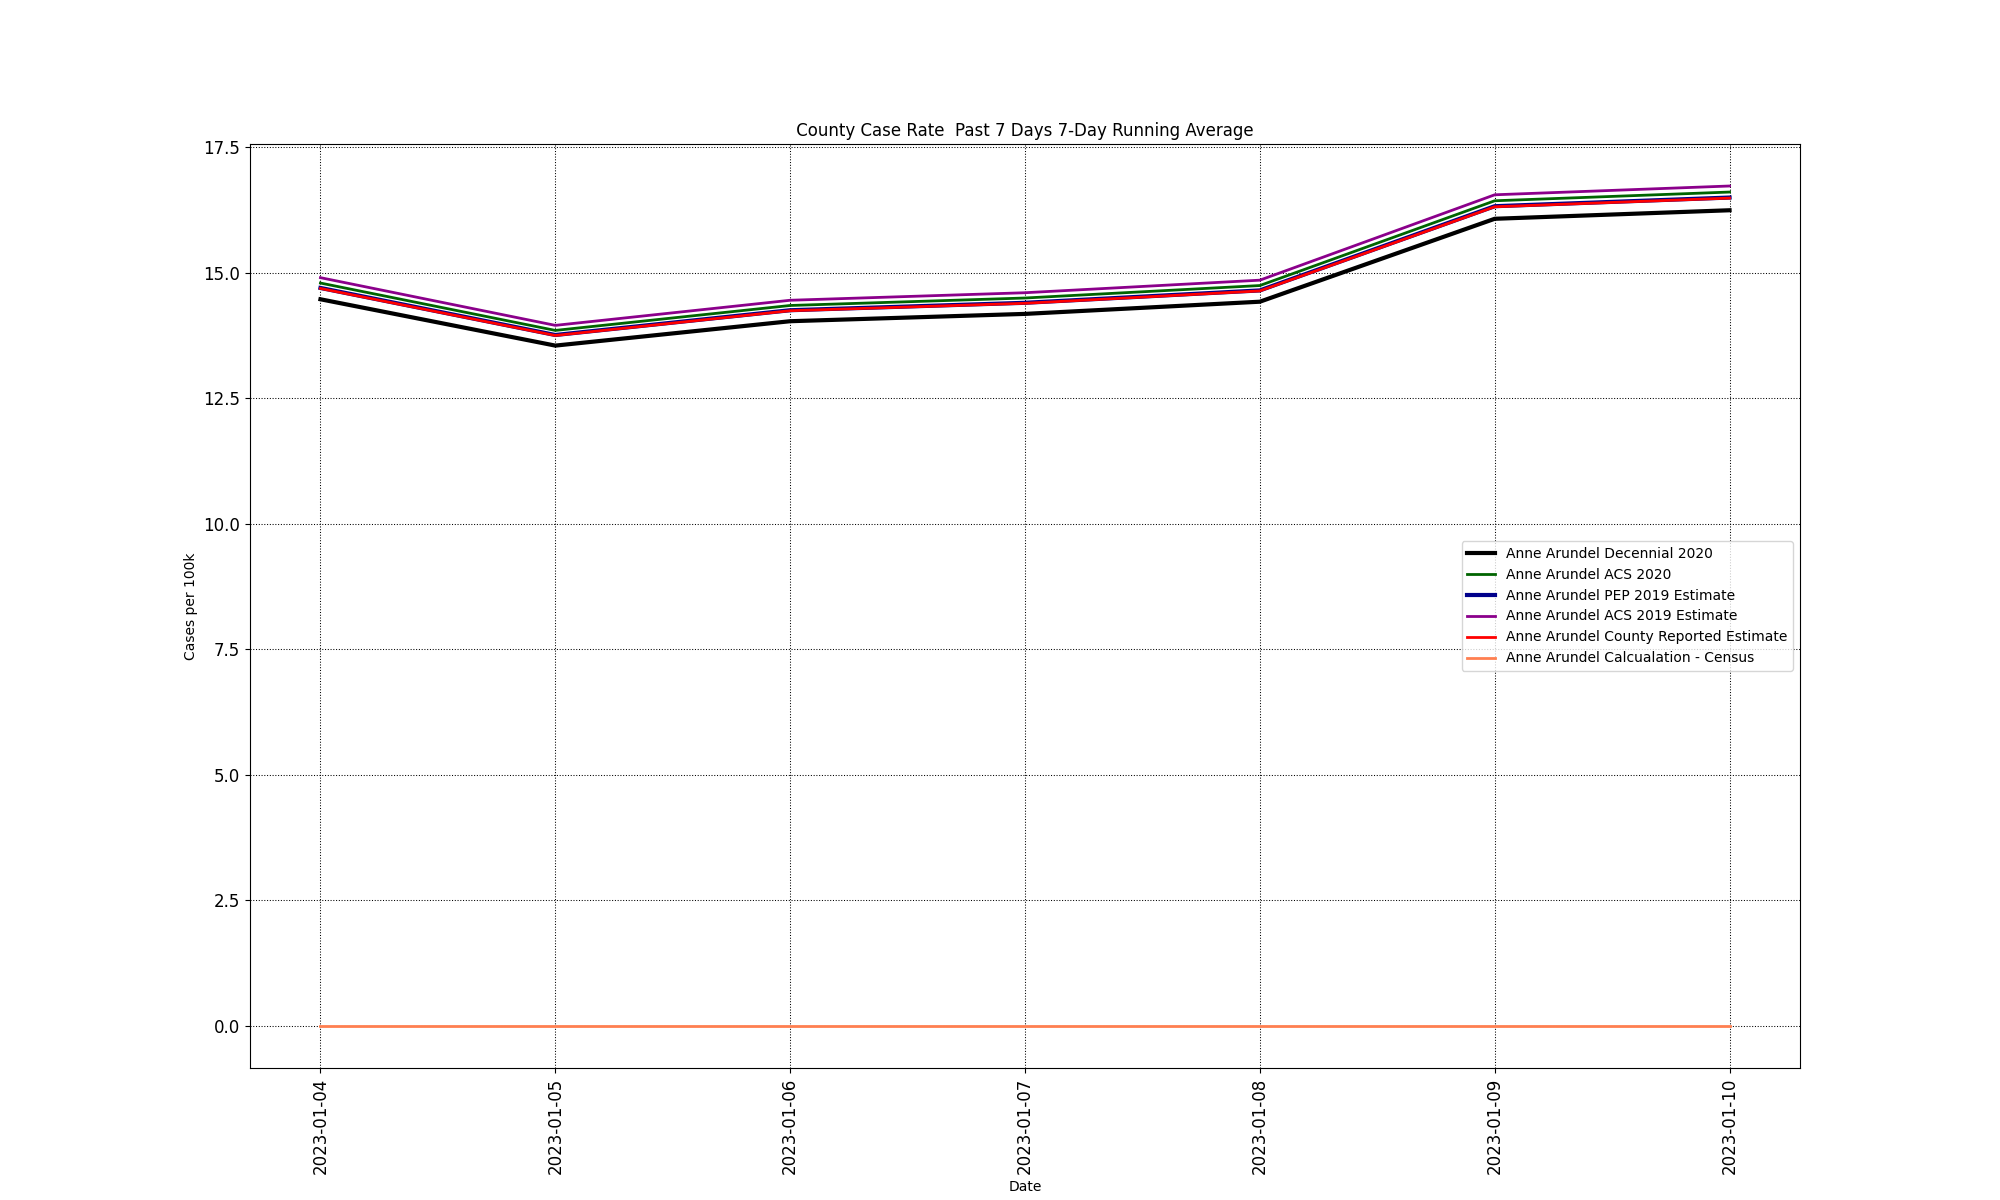 County Case Rate  Past 7 Days 7-Day Running Average
17.5
15.0
12.5
10.0
7.5
5.0
2.5
0.0
Cases per 100k
Anne Arundel Decennial 2020
Anne Arundel ACS 2020
Anne Arundel PEP 2019 Estimate
Anne Arundel ACS 2019 Estimate
Anne Arundel County Reported Estimate
Anne Arundel Calcualation - Census
2023-01-04
2023-01-05
2023-01-06
2023-01-07
2023-01-08
2023-01-09
2023-01-10
Date